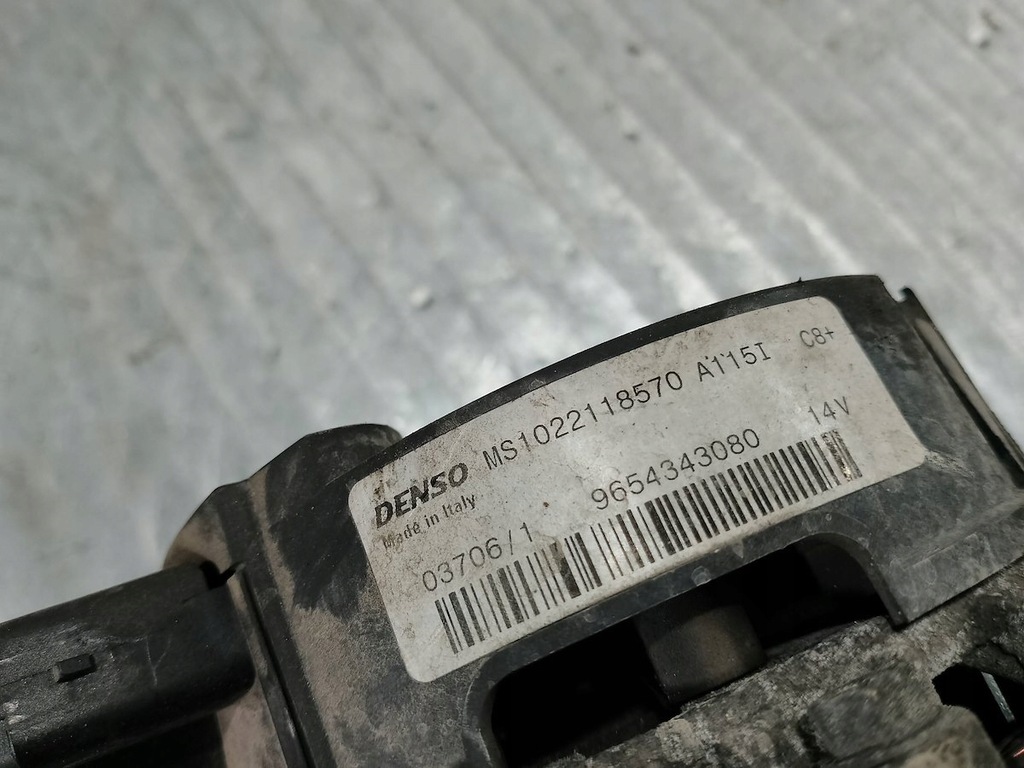 DENSO MS1022118570 A115I C8+
Made in Italy
03706/1 9654343080 14V